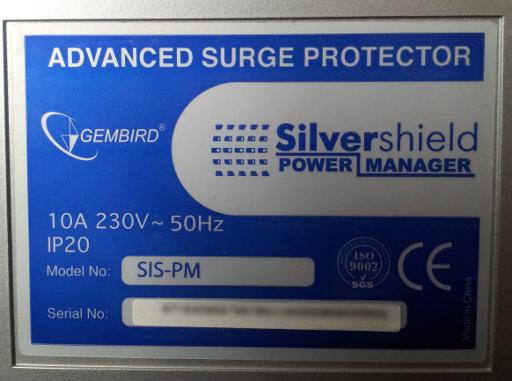 ADVANCED SURGE PROTECTOR
GEMBIRD®
Silvershield
POWER MANAGER
10A 230V~ 50Hz
IP20
Model No: SIS-PM
ISO
9002
SGS
CE
Serial No:
Made in China